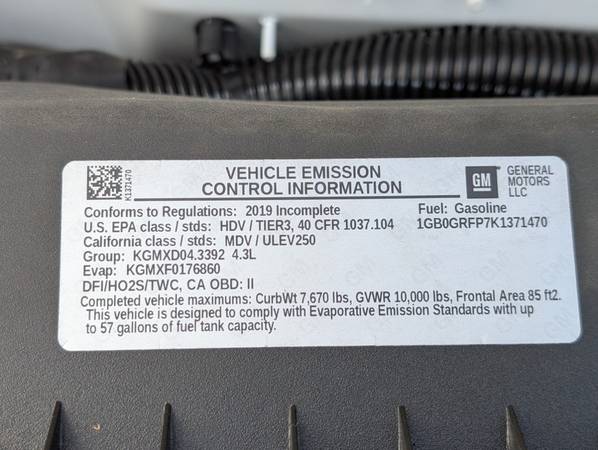 K1371470
VEHICLE EMISSION
CONTROL INFORMATION
GM
GENERAL
MOTORS
LLC
Conforms to Regulations: 2019 Incomplete
Fuel: Gasoline
U.S. EPA class / stds: HDV / TIER3, 40 CFR 1037.104
1GB0GRFP7K1371470
California class / stds: MDV / ULEV250
Group: KGMXD04.3392 4.3L
Evap: KGMXF0176860
DFI/HO2S/TWC, CA OBD: II
Completed vehicle maximums: CurbWt 7,670 lbs, GVWR 10,000 lbs, Frontal Area 85 ft2.
This vehicle is designed to comply with Evaporative Emission Standards with up
to 57 gallons of fuel tank capacity.